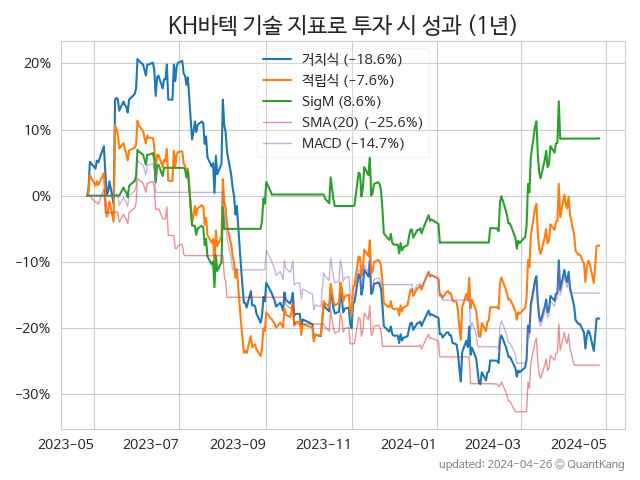 KH바텍 기술 지표로 투자 시 성과 (1년)
거치식 (−18.6%)
적립식 (−7.6%)
SigM (8.6%)
SMA(20) (−25.6%)
MACD (−14.7%)
20%
10%
0%
−10%
−20%
−30%
2023-05 2023-07 2023-09 2023-11 2024-01 2024-03 2024-05
updated: 2024-04-26 ⓒ QuantKang